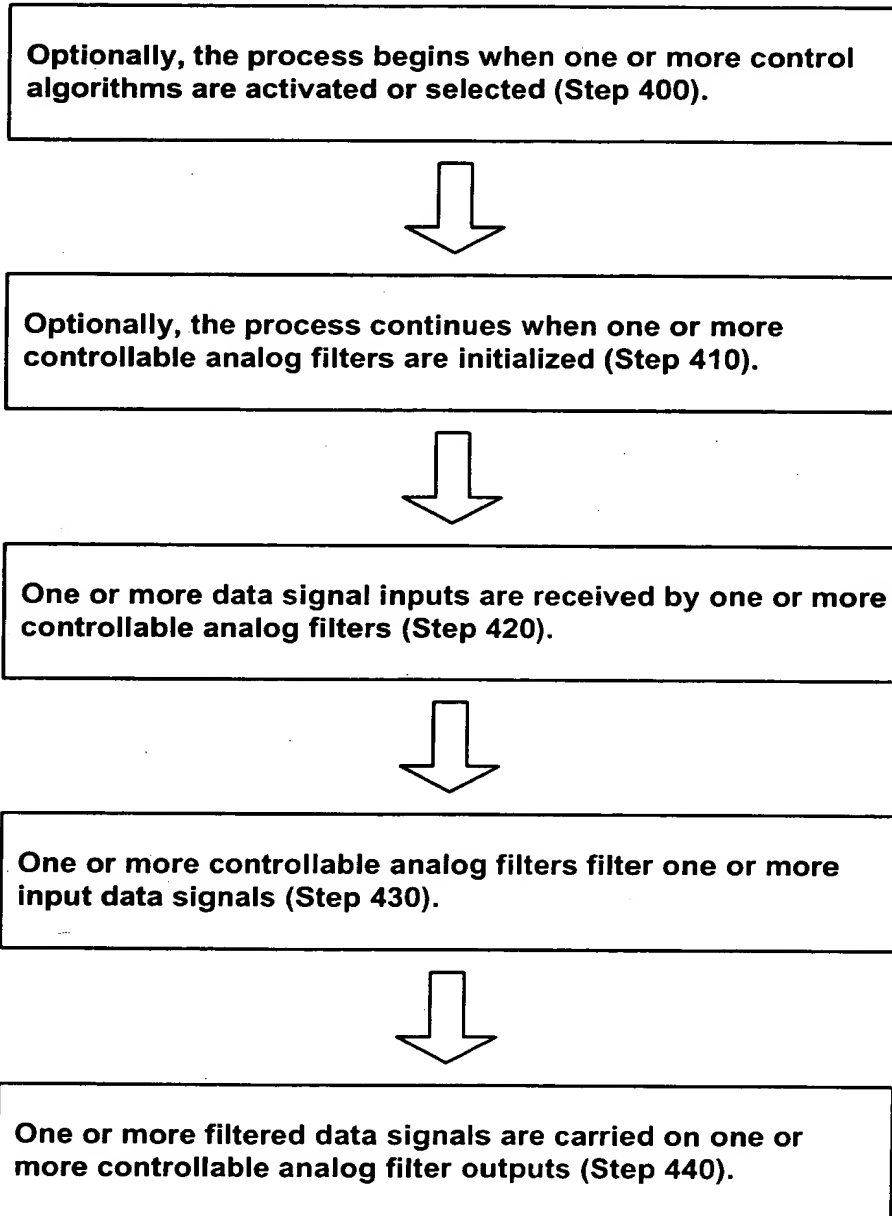 Optionally, the process begins when one or more control
algorithms are activated or selected (Step 400).
Optionally, the process continues when one or more
controllable analog filters are initialized (Step 410).
One or more data signal inputs are received by one or more
controllable analog filters (Step 420).
One or more controllable analog filters filter one or more
input data signals (Step 430).
One or more filtered data signals are carried on one or
more controllable analog filter outputs (Step 440).